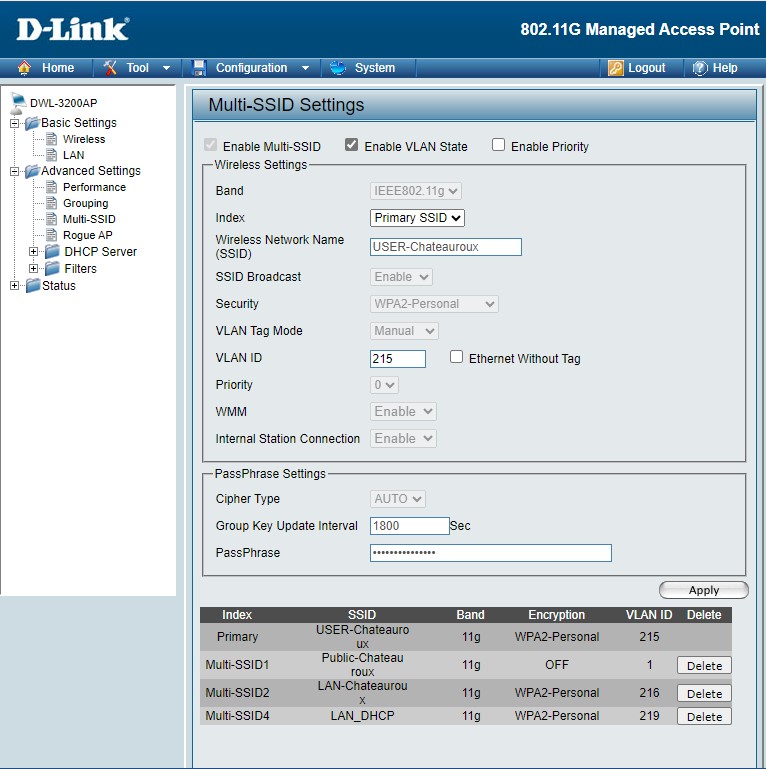 D-Link
802.11G Managed Access Point
Home Tool Configuration System Logout Help
DWL-3200AP
Basic Settings
Wireless
LAN
Advanced Settings
Performance
Grouping
Multi-SSID
Rogue AP
DHCP Server
Filters
Status
Multi-SSID Settings
Enable Multi-SSID Enable VLAN State Enable Priority
Wireless Settings
Band IEEE802.11g
Index Primary SSID
Wireless Network Name
(SSID) USER-Chateauroux
SSID Broadcast Enable
Security WPA2-Personal
VLAN Tag Mode Manual
VLAN ID 215 Ethernet Without Tag
Priority 0
WMM Enable
Internal Station Connection Enable
PassPhrase Settings
Cipher Type AUTO
Group Key Update Interval 1800 Sec
PassPhrase •••••••••••••••
Apply
Index SSID Band Encryption VLAN ID Delete
Primary USER-Chateauro
ux 11g WPA2-Personal 215
Multi-SSID1 Public-Chateau
roux 11g OFF 1 Delete
Multi-SSID2 LAN-Chateaurou
x 11g WPA2-Personal 216 Delete
Multi-SSID4 LAN_DHCP 11g WPA2-Personal 219 Delete